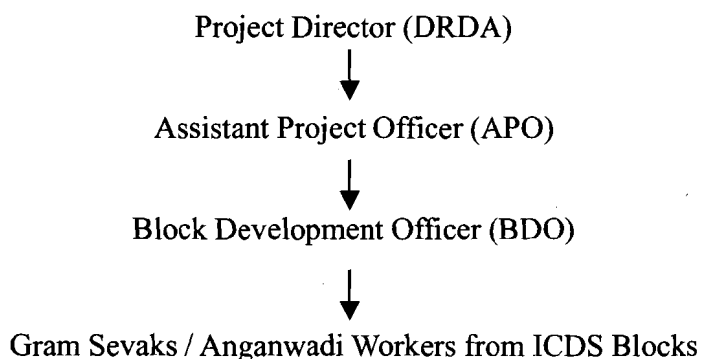 Project Director (DRDA)
Assistant Project Officer (APO)
Block Development Officer (BDO)
Gram Sevaks / Anganwadi Workers from ICDS Blocks